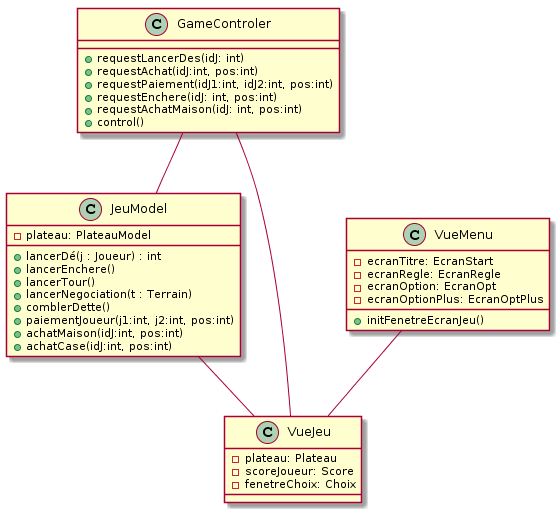 C GameControler
requestLancerDes(idJ: int)
requestAchat(idJ:int, pos:int)
requestPaiement(idJ1:int, idJ2:int, pos:int)
requestEnchere(idJ: int, pos:int)
requestAchatMaison(idJ: int, pos:int)
control()
C JeuModel
plateau: PlateauModel
lancerDé(j : Joueur) : int
lancerEnchere()
lancerTour()
lancerNegociation(t : Terrain)
comblerDette()
paiementJoueur(j1:int, j2:int, pos:int)
achatMaison(idJ:int, pos:int)
achatCase(idJ:int, pos:int)
C VueMenu
ecranTitre: EcranStart
ecranRegle: EcranRegle
ecranOption: EcranOpt
ecranOptionPlus: EcranOptPlus
initFenetreEcranJeu()
C VueJeu
plateau: Plateau
scoreJoueur: Score
fenetreChoix: Choix